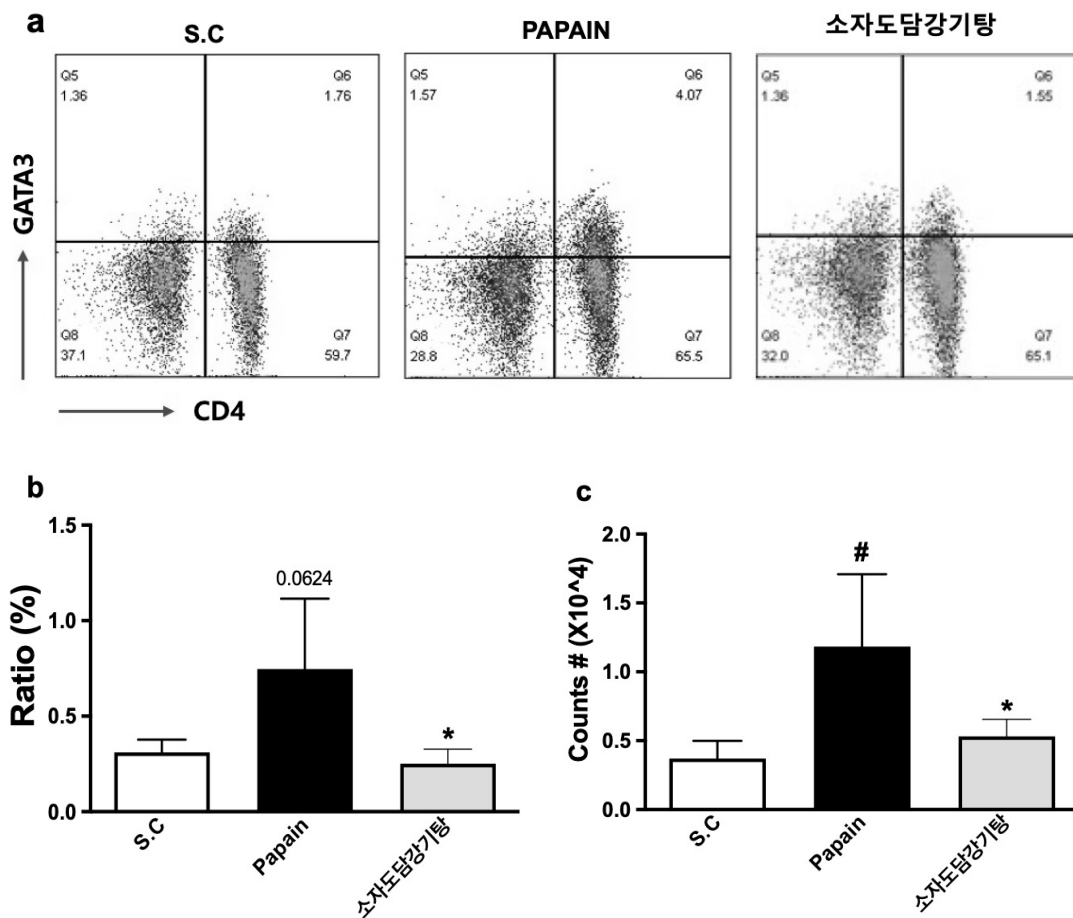 a
S.C
PAPAIN
소자도담강기탕
Q5
1.36
Q6
1.76
Q8
37.1
Q7
59.7
Q5
1.57
Q6
4.07
Q8
28.8
Q7
65.5
Q5
1.36
Q6
1.55
Q8
32.0
Q7
65.1
GATA3
CD4
b
Ratio (%)
1.5
1.0
0.5
0.0
0.0624
*
S.C
Papain
소자도담강기탕
c
Counts # (X10^4)
2.0
1.5
1.0
0.5
0.0
#
*
S.C
Papain
소자도담강기탕